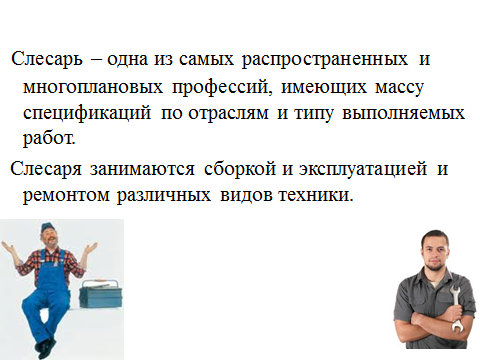 Слесарь – одна из самых распространенных и
многоплановых профессий, имеющих массу
спецификаций по отраслям и типу выполняемых
работ.
Слесаря занимаются сборкой и эксплуатацией и
ремонтом различных видов техники.